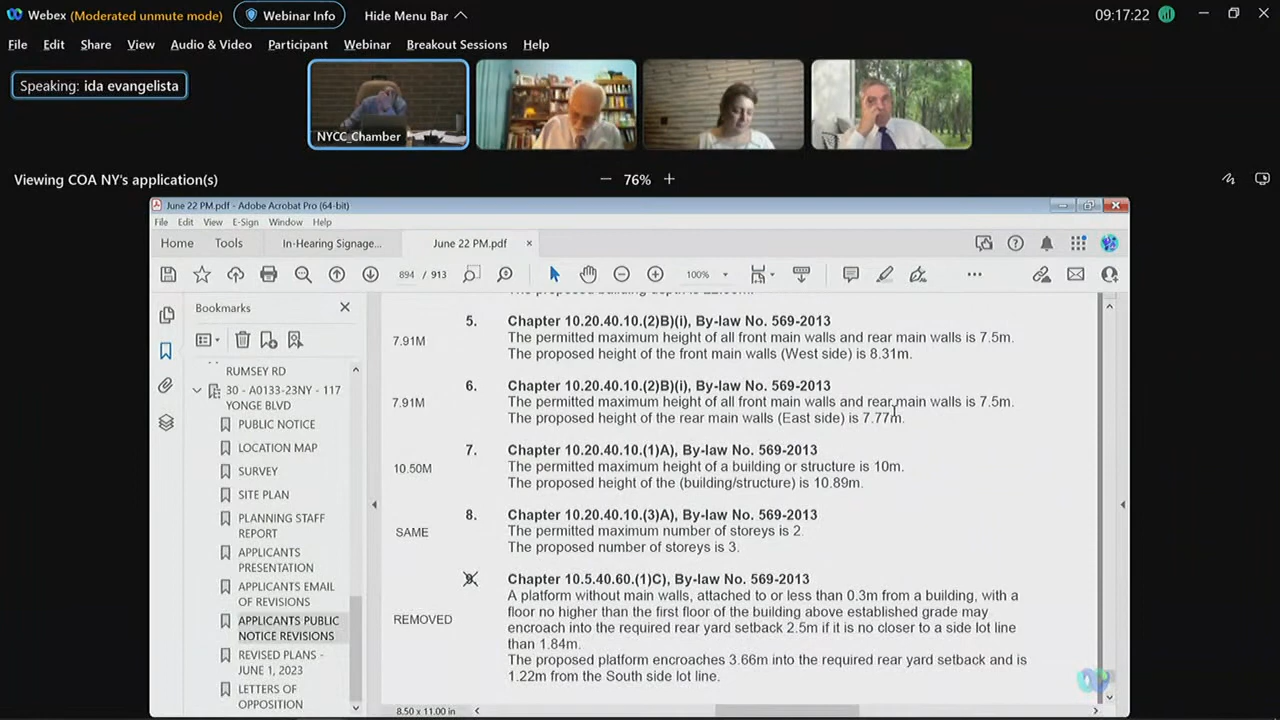 Webex (Moderated unmute mode) Webinar Info Hide Menu Bar 09:17:22
File Edit Share View Audio & Video Participant Webinar Breakout Sessions Help
Speaking: ida evangelista
NYCC_Chamber
Viewing COA NY's application(s) 76%
June 22 PM.pdf - Adobe Acrobat Pro (64-bit)
File Edit View E-Sign Window Help
Home Tools In-Hearing Signage... June 22 PM.pdf
894 / 913 100%
Bookmarks
RUMSEY RD
30 - A0133-23NY - 117
YONGE BLVD
PUBLIC NOTICE
LOCATION MAP
SURVEY
SITE PLAN
PLANNING STAFF
REPORT
APPLICANTS
PRESENTATION
APPLICANTS EMAIL
OF REVISIONS
APPLICANTS PUBLIC
NOTICE REVISIONS
REVISED PLANS -
JUNE 1, 2023
LETTERS OF
OPPOSITION
5. Chapter 10.20.40.10.(2)B)(i), By-law No. 569-2013
7.91M The permitted maximum height of all front main walls and rear main walls is 7.5m.
The proposed height of the front main walls (West side) is 8.31m.
6. Chapter 10.20.40.10.(2)B)(i), By-law No. 569-2013
7.91M The permitted maximum height of all front main walls and rear main walls is 7.5m.
The proposed height of the rear main walls (East side) is 7.77m.
7. Chapter 10.20.40.10.(1)A), By-law No. 569-2013
10.50M The permitted maximum height of a building or structure is 10m.
The proposed height of the (building/structure) is 10.89m.
8. Chapter 10.20.40.10.(3)A), By-law No. 569-2013
SAME The permitted maximum number of storeys is 2.
The proposed number of storeys is 3.
9. Chapter 10.5.40.60.(1)C), By-law No. 569-2013
A platform without main walls, attached to or less than 0.3m from a building, with a
floor no higher than the first floor of the building above established grade may
REMOVED encroach into the required rear yard setback 2.5m if it is no closer to a side lot line
than 1.84m.
The proposed platform encroaches 3.66m into the required rear yard setback and is
1.22m from the South side lot line.
8.50 x 11.00 in